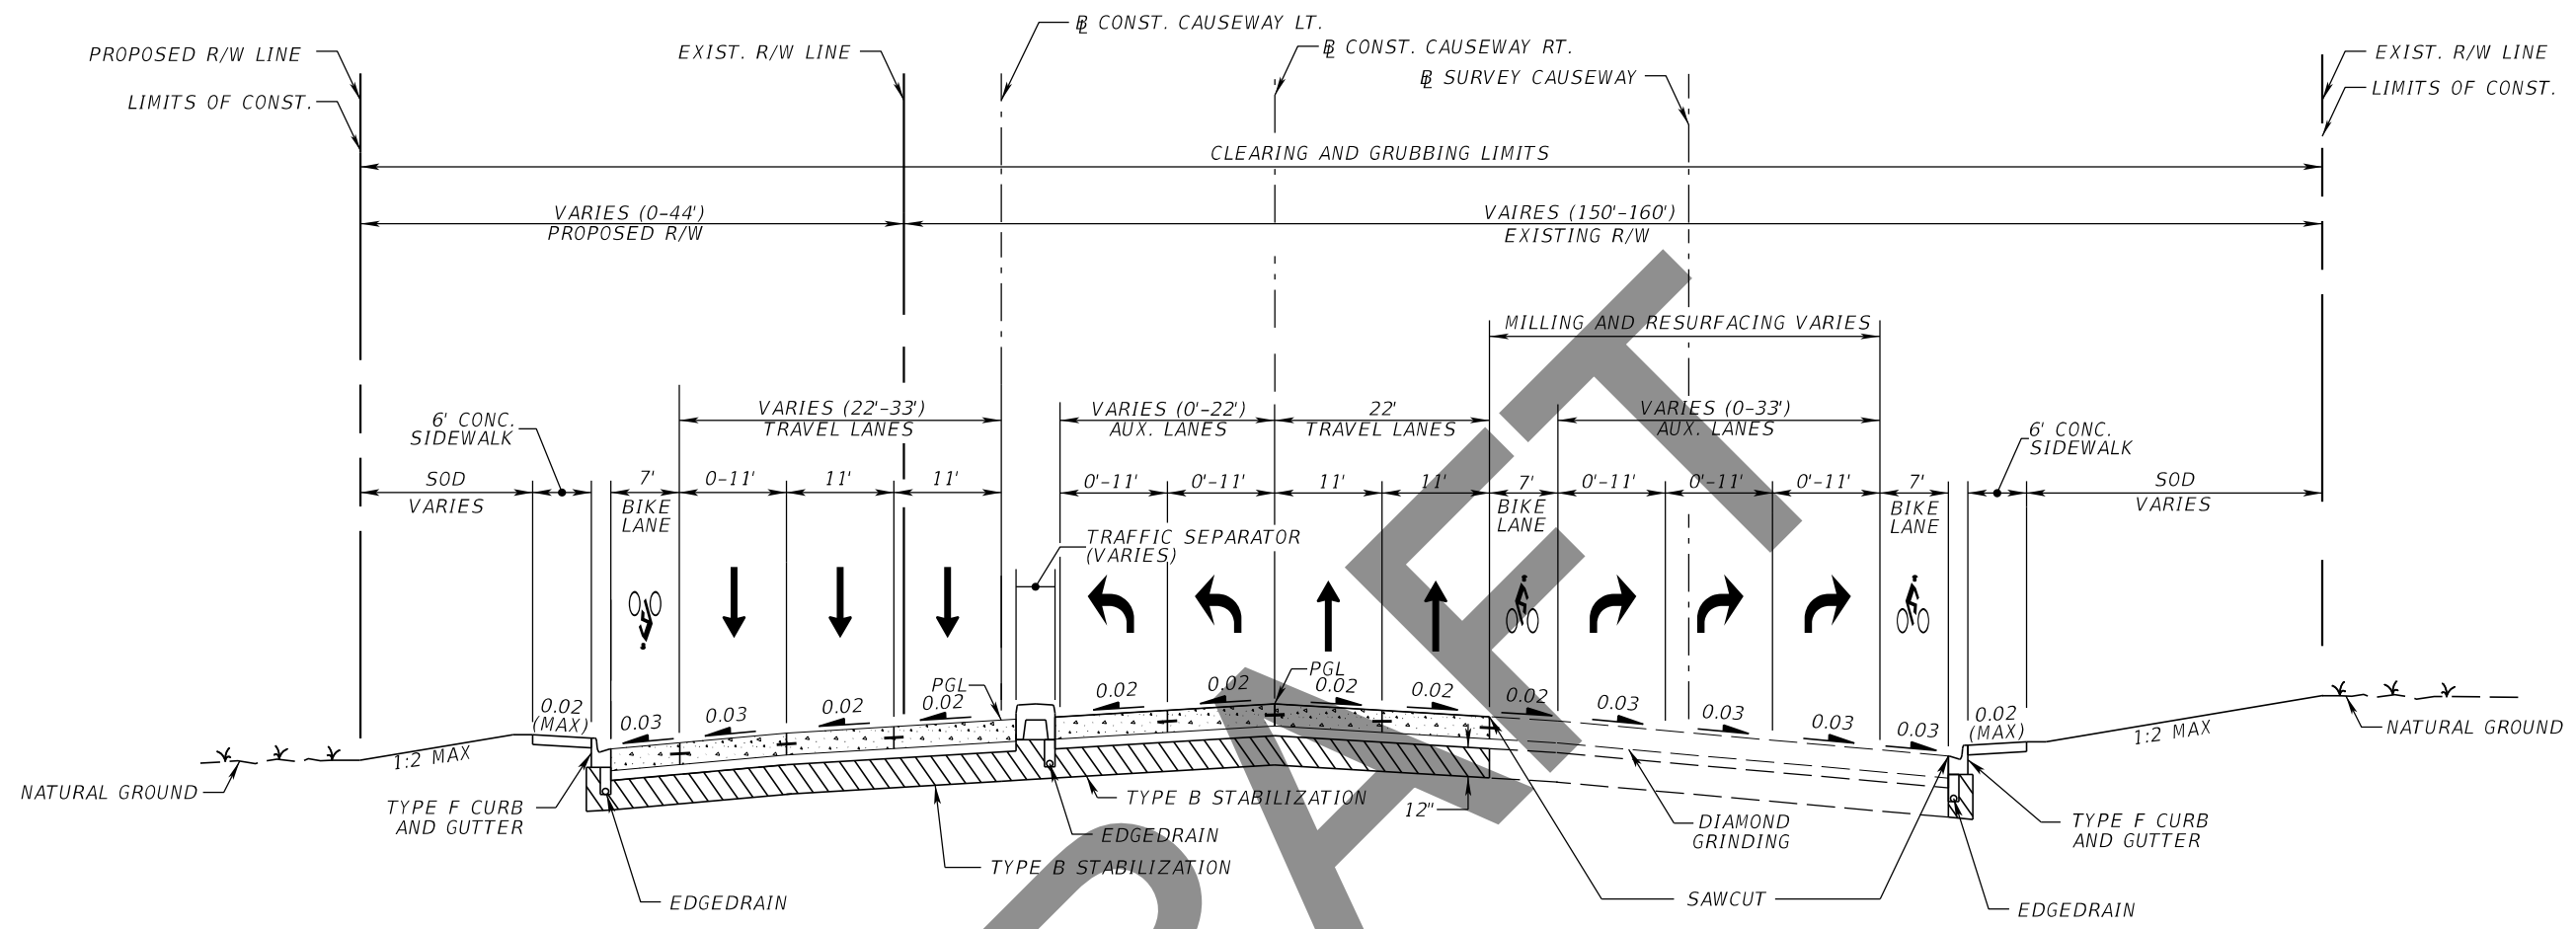 ℄ CONST. CAUSEWAY LT.
PROPOSED R/W LINE
EXIST. R/W LINE
℄ CONST. CAUSEWAY RT.
EXIST. R/W LINE
℄ SURVEY CAUSEWAY
LIMITS OF CONST.
LIMITS OF CONST.
CLEARING AND GRUBBING LIMITS
VARIES (0-44')
PROPOSED R/W
VAIRES (150'-160')
EXISTING R/W
MILLING AND RESURFACING VARIES
6' CONC.
SIDEWALK
VARIES (22'-33')
TRAVEL LANES
VARIES (0'-22')
AUX. LANES
22'
TRAVEL LANES
VARIES (0-33')
AUX. LANES
6' CONC.
SIDEWALK
SOD
VARIES
7'
BIKE
LANE
0-11'
11'
11'
0'-11'
0'-11'
11'
11'
7'
BIKE
LANE
0'-11'
0'-11'
0'-11'
7'
BIKE
LANE
SOD
VARIES
TRAFFIC SEPARATOR
(VARIES)
PGL
PGL
0.02
(MAX)
0.03
0.03
0.02
0.02
0.02
0.02
0.02
0.02
0.02
0.03
0.03
0.03
0.03
0.02
(MAX)
1:2 MAX
1:2 MAX
NATURAL GROUND
NATURAL GROUND
TYPE F CURB
AND GUTTER
TYPE B STABILIZATION
12"
EDGEDRAIN
DIAMOND
GRINDING
TYPE F CURB
AND GUTTER
TYPE B STABILIZATION
EDGEDRAIN
SAWCUT
EDGEDRAIN
DRAFT